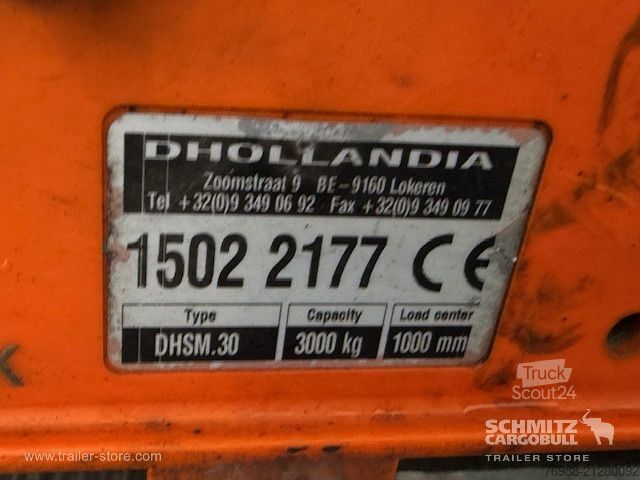 DHOLLANDIA
Zoomstraat 9 BE-9160 Lokeren
Tel +32(0)9 349 06 92 Fax +32(0)9 349 09 77
1502 2177 CE
Type Capacity Load center
DHSM.30 3000 kg 1000 mm
Truck
Scout24
SCHMITZ
CARGOBULL
TRAILER STORE
www.trailer-store.com
76958-21280092